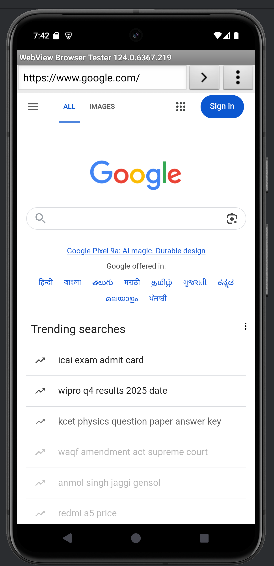 7:42
WebView Browser Tester 124.0.6367.219
https://www.google.com/
ALL IMAGES Sign in
Google
Google Pixel 9a: AI magic. Durable design.
Google offered in
हिन्दी বাংলা తెలుగు मराठी தமிழ் ગુજરાતી ಕನ್ನಡ
മലയാളം ਪੰਜਾਬੀ
Trending searches
icai exam admit card
wipro q4 results 2025 date
kcet physics question paper answer key
waqf amendment act supreme court
anmol singh jaggi gensol
redmi a5 price